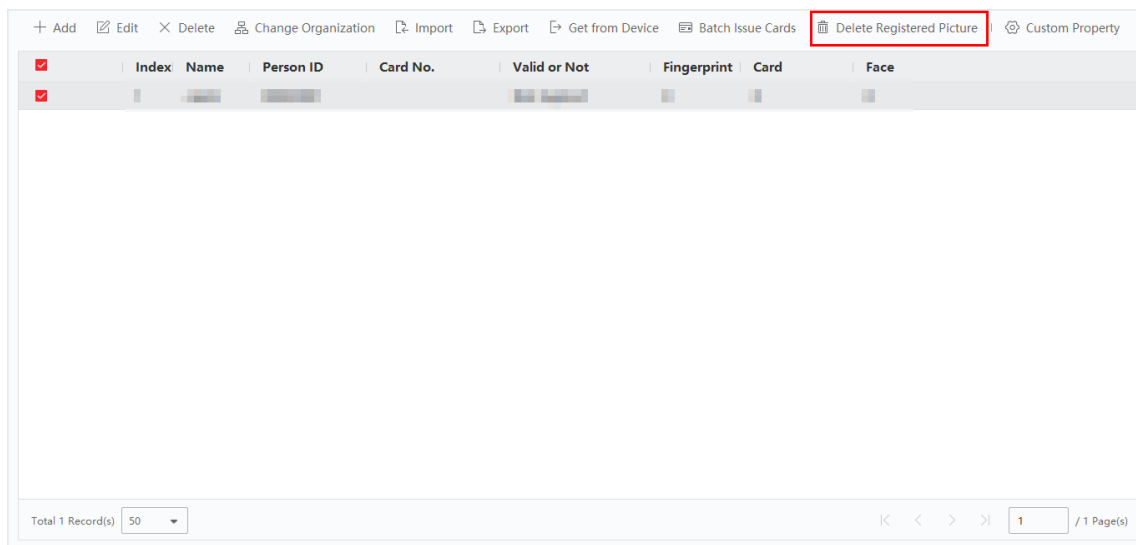 Add Edit Delete Change Organization Import Export Get from Device Batch Issue Cards Delete Registered Picture Custom Property
Index Name Person ID Card No. Valid or Not Fingerprint Card Face
Total 1 Record(s) 50 1 / 1 Page(s)